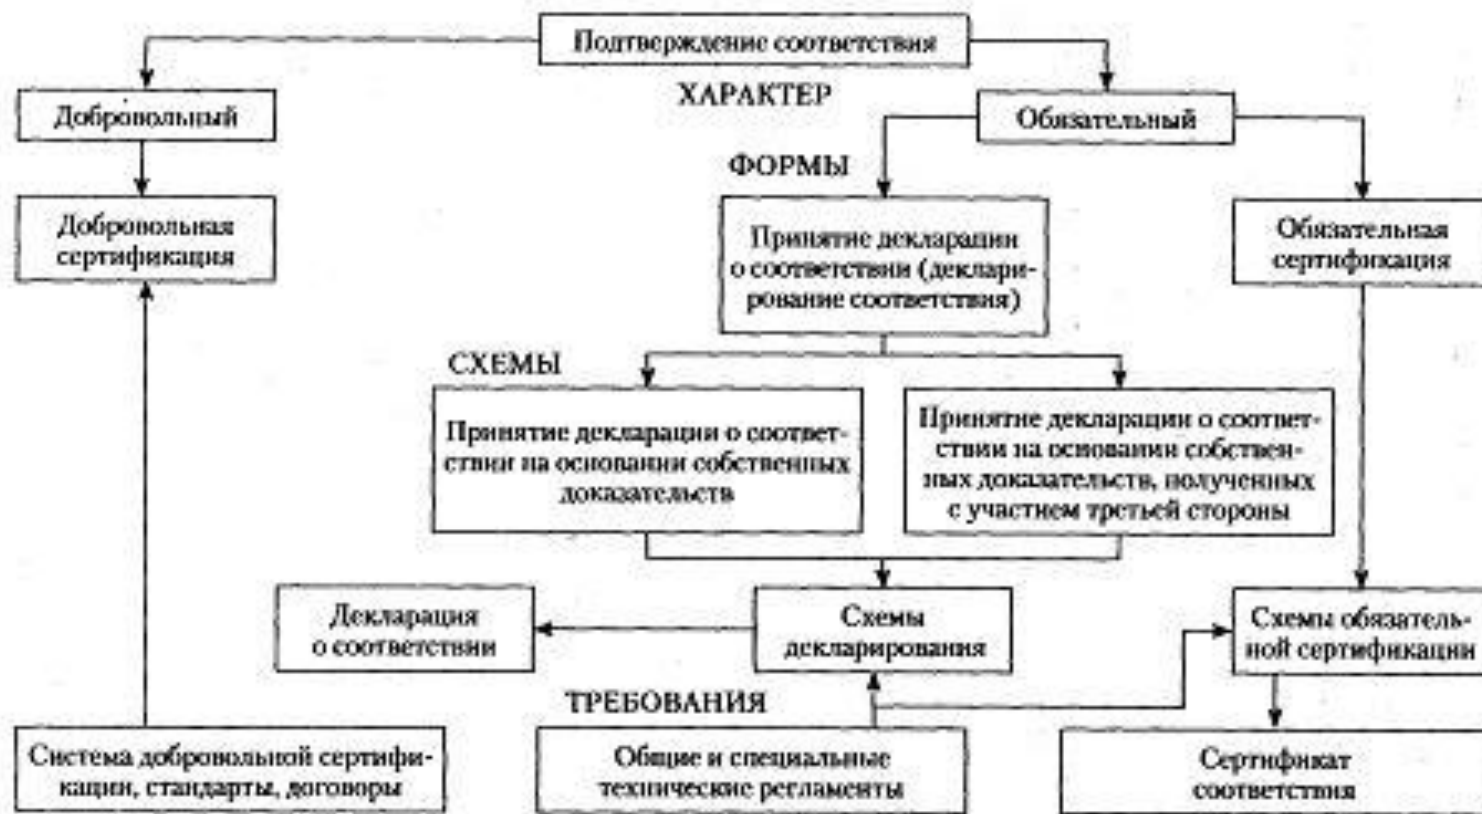 Подтверждение соответствия
ХАРАКТЕР
Добровольный
Обязательный
ФОРМЫ
Добровольная
сертификация
Принятие декларации
о соответствии (деклари-
рование соответствия)
Обязательная
сертификация
СХЕМЫ
Принятие декларации о соответ-
ствии на основании собственных
доказательств
Принятие декларации о соответ-
ствии на основании собствен-
ных доказательств, полученных
с участием третьей стороны
Декларация
о соответствии
Схемы
декларирования
Схемы обязатель-
ной сертификации
ТРЕБОВАНИЯ
Система добровольной сертифи-
кации, стандарты, договоры
Общие и специальные
технические регламенты
Сертификат
соответствия